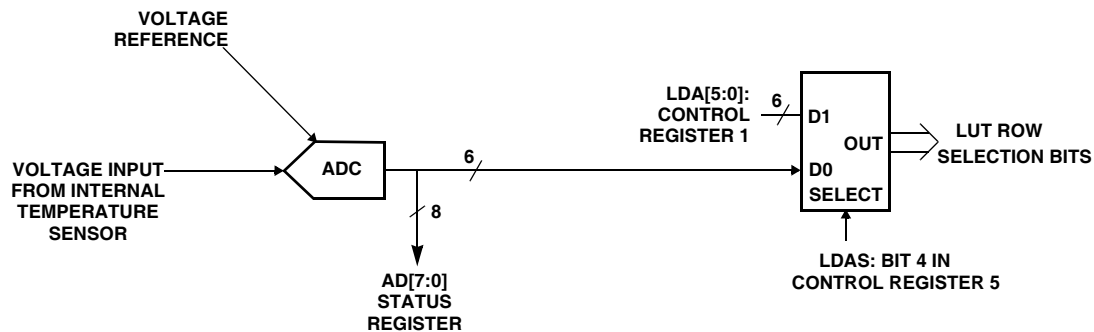 VOLTAGE
REFERENCE
VOLTAGE INPUT
FROM INTERNAL
TEMPERATURE
SENSOR
ADC
6
8
AD[7:0]
STATUS
REGISTER
LDA[5:0]:
CONTROL
REGISTER 1
6
D1
OUT
D0
SELECT
LUT ROW
SELECTION BITS
LDAS: BIT 4 IN
CONTROL REGISTER 5